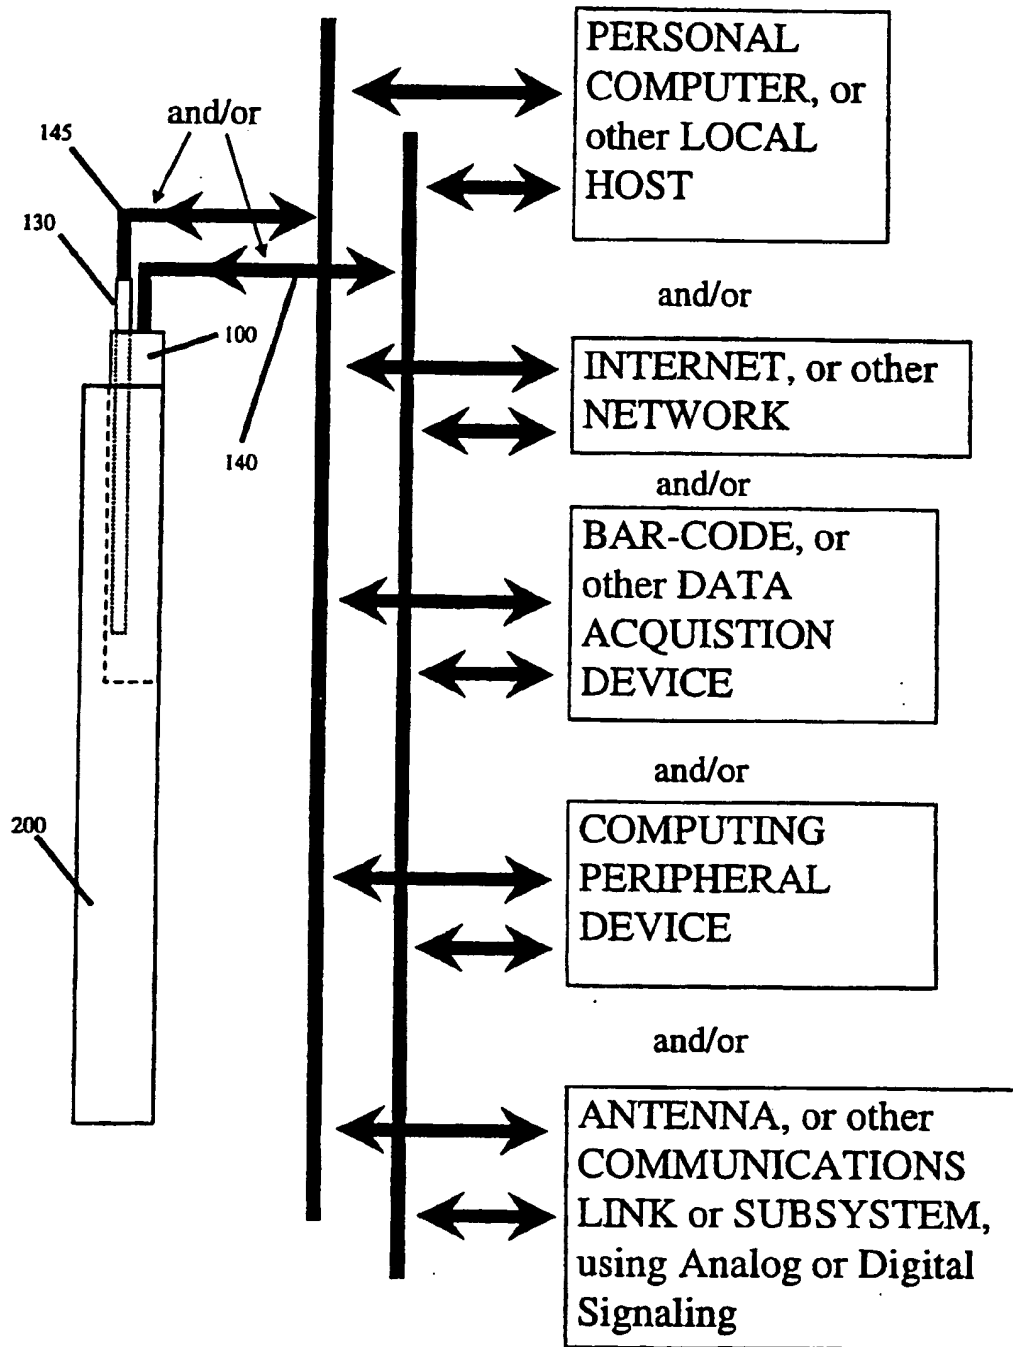 PERSONAL
COMPUTER, or
other LOCAL
HOST
and/or
145
130
100
140
and/or
INTERNET, or other
NETWORK
and/or
BAR-CODE, or
other DATA
ACQUISTION
DEVICE
and/or
200
COMPUTING
PERIPHERAL
DEVICE
and/or
ANTENNA, or other
COMMUNICATIONS
LINK or SUBSYSTEM,
using Analog or Digital
Signaling